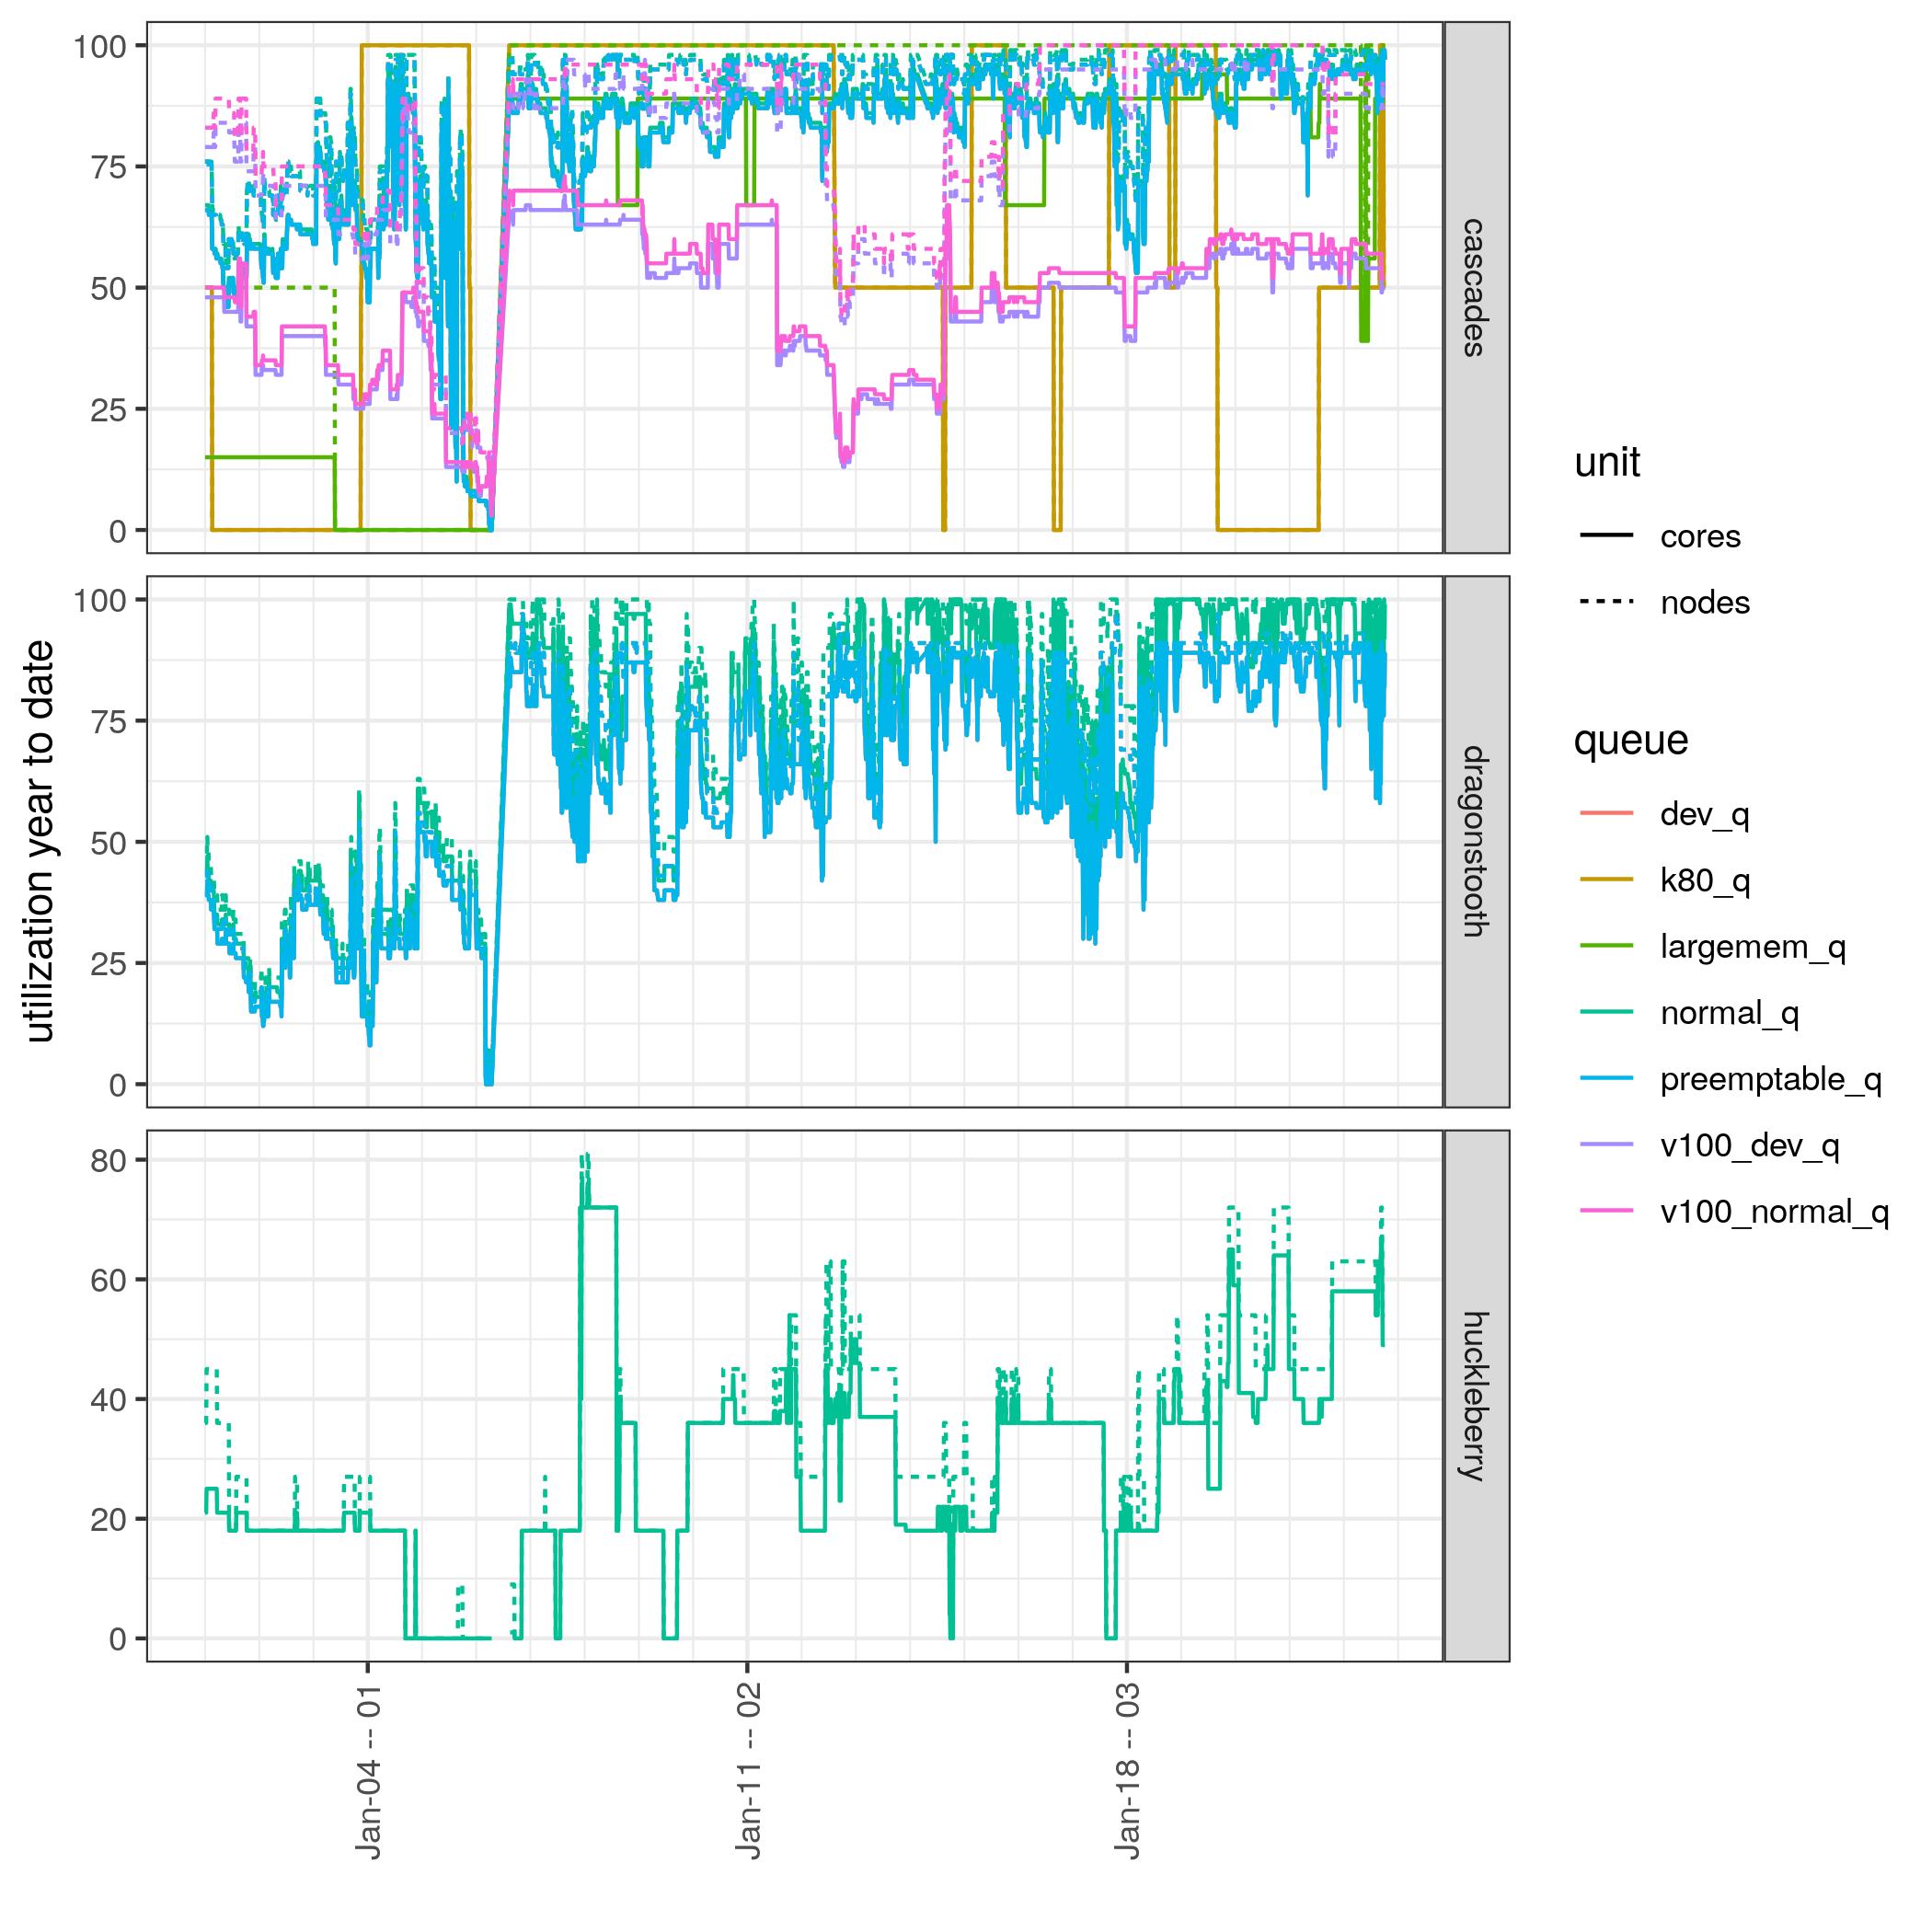 utilization year to date
100
75
50
25
0
cascades
100
75
50
25
0
dragonstooth
80
60
40
20
0
huckleberry
Jan-04 -- 01
Jan-11 -- 02
Jan-18 -- 03
unit
cores
nodes
queue
dev_q
k80_q
largemem_q
normal_q
preemptable_q
v100_dev_q
v100_normal_q